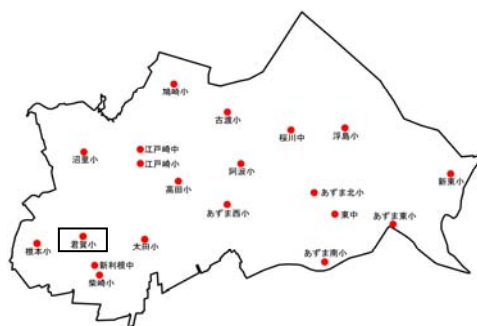 鳩崎小
古渡小
桜川中
浮島小
江戸崎中
沼里小
江戸崎小
阿波小
新東小
高田小
あずま北小
あずま西小
東中
あずま東小
君賀小
太田小
根本小
あずま南小
新利根中
柴崎小